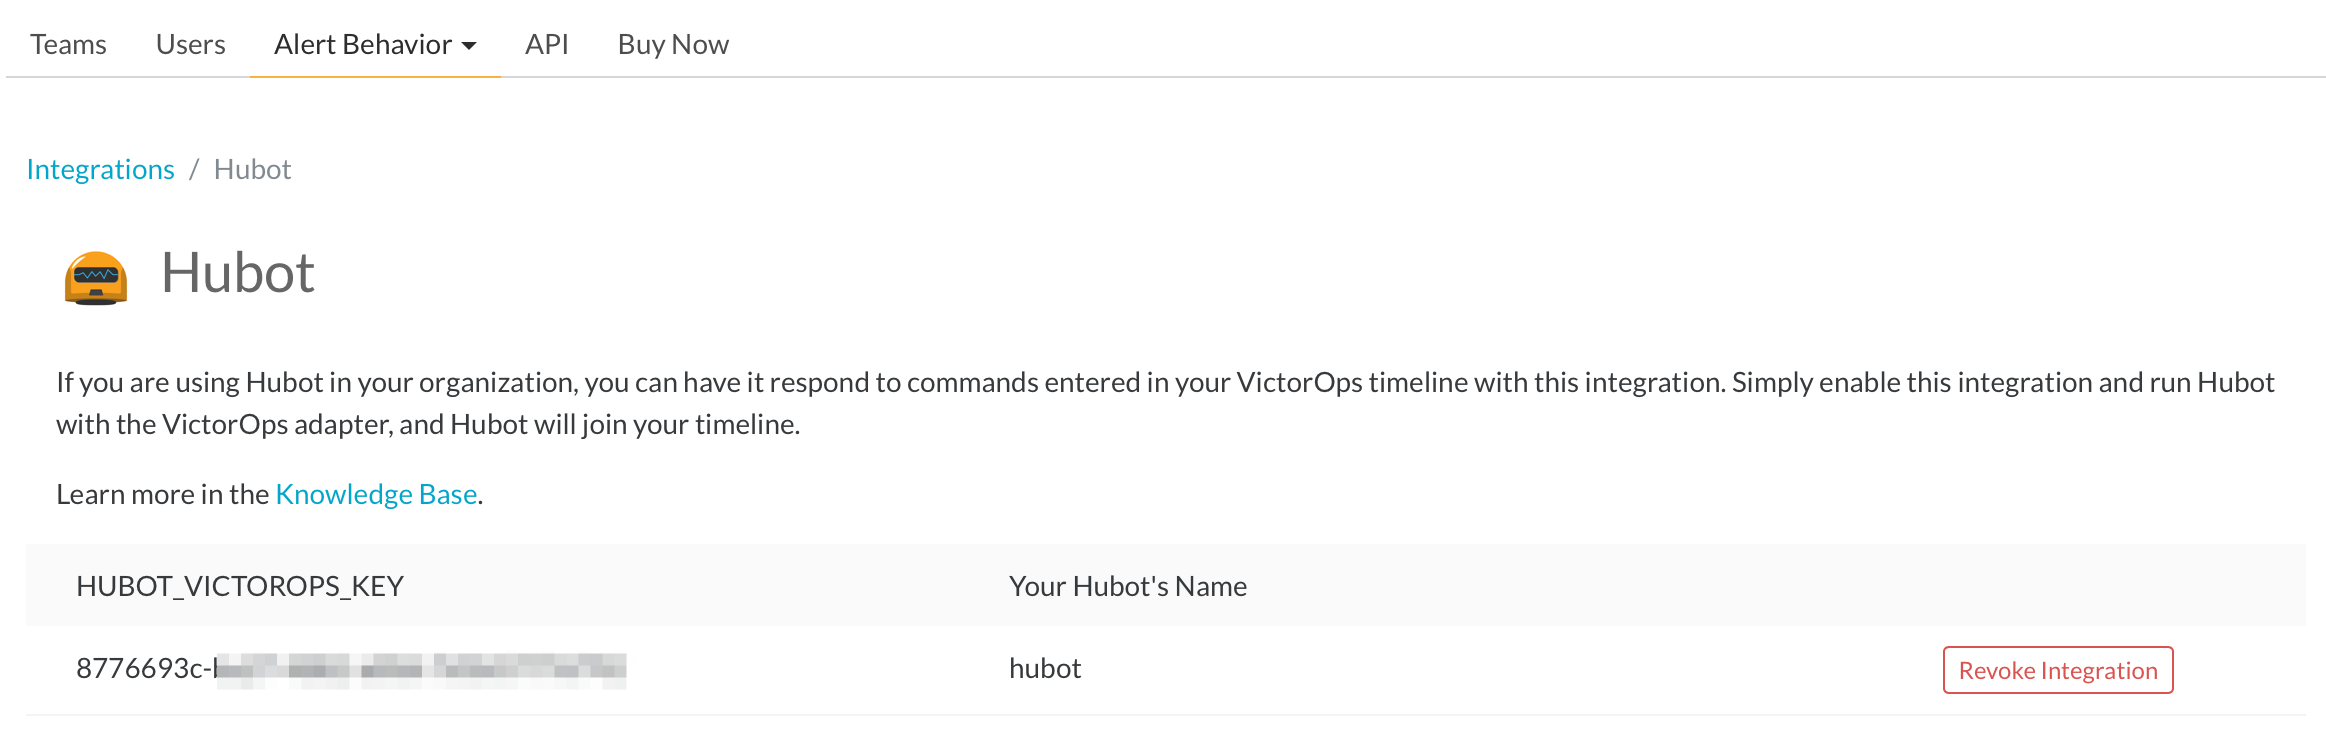 Teams Users Alert Behavior API Buy Now
Integrations / Hubot
Hubot
If you are using Hubot in your organization, you can have it respond to commands entered in your VictorOps timeline with this integration. Simply enable this integration and run Hubot
with the VictorOps adapter, and Hubot will join your timeline.
Learn more in the Knowledge Base.
HUBOT_VICTOROPS_KEY Your Hubot's Name
8776693c- hubot Revoke Integration